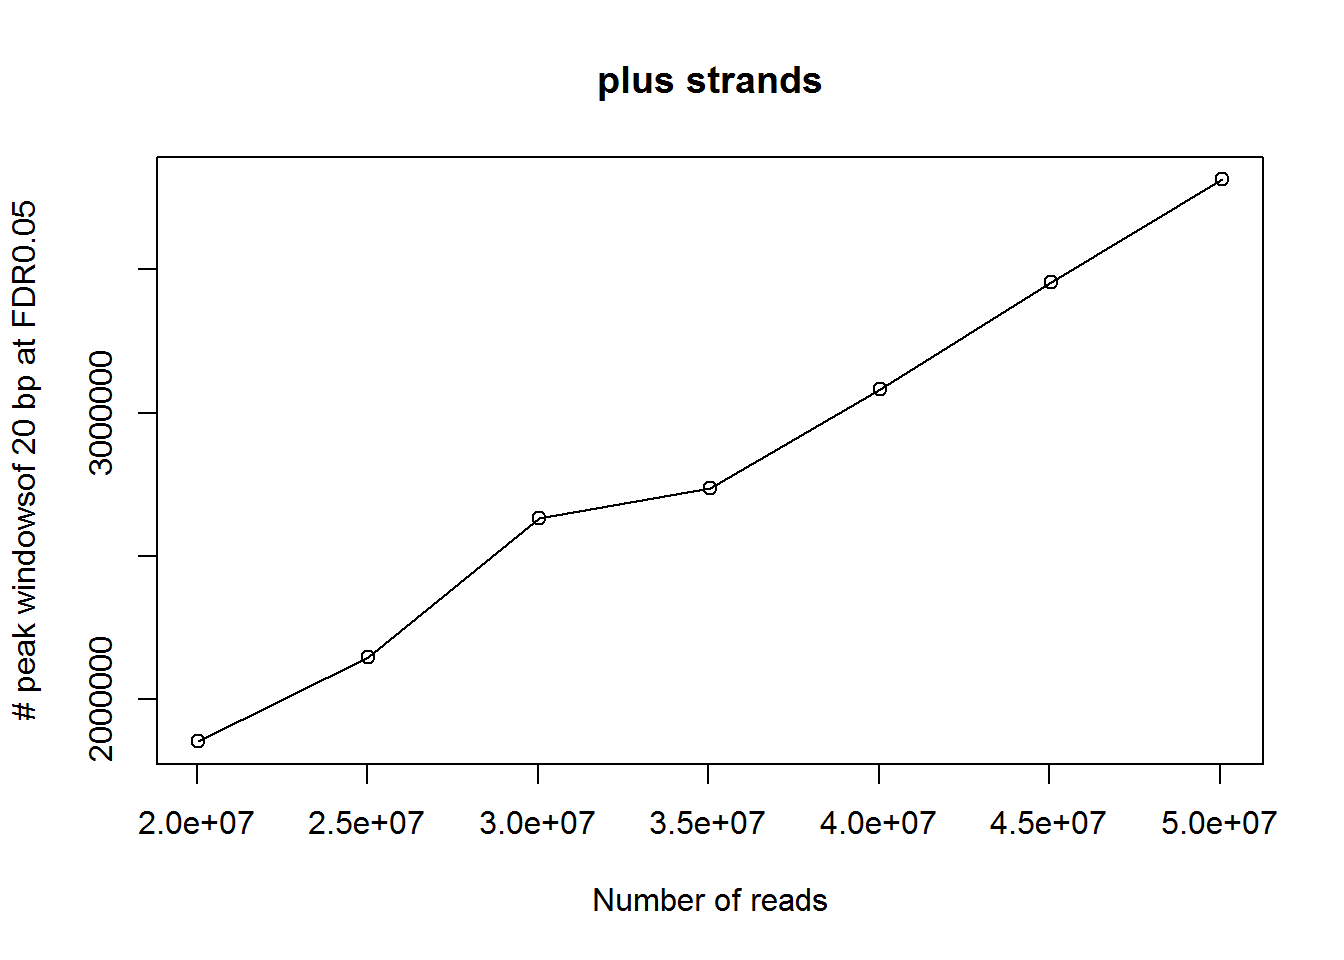 plus strands
# peak windowsof 20 bp at FDR0.05
3000000
2000000
2.0e+07 2.5e+07 3.0e+07 3.5e+07 4.0e+07 4.5e+07 5.0e+07
Number of reads